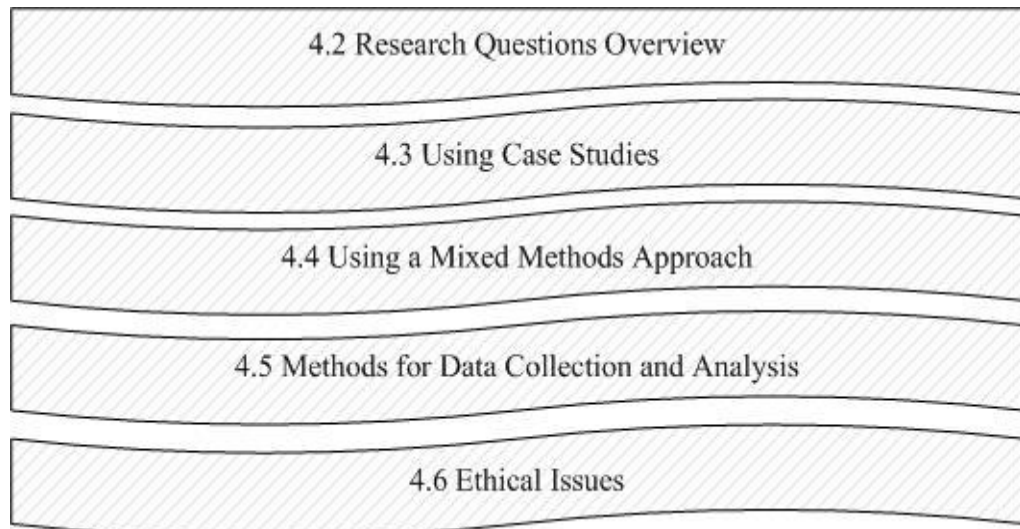 4.2 Research Questions Overview
4.3 Using Case Studies
4.4 Using a Mixed Methods Approach
4.5 Methods for Data Collection and Analysis
4.6 Ethical Issues